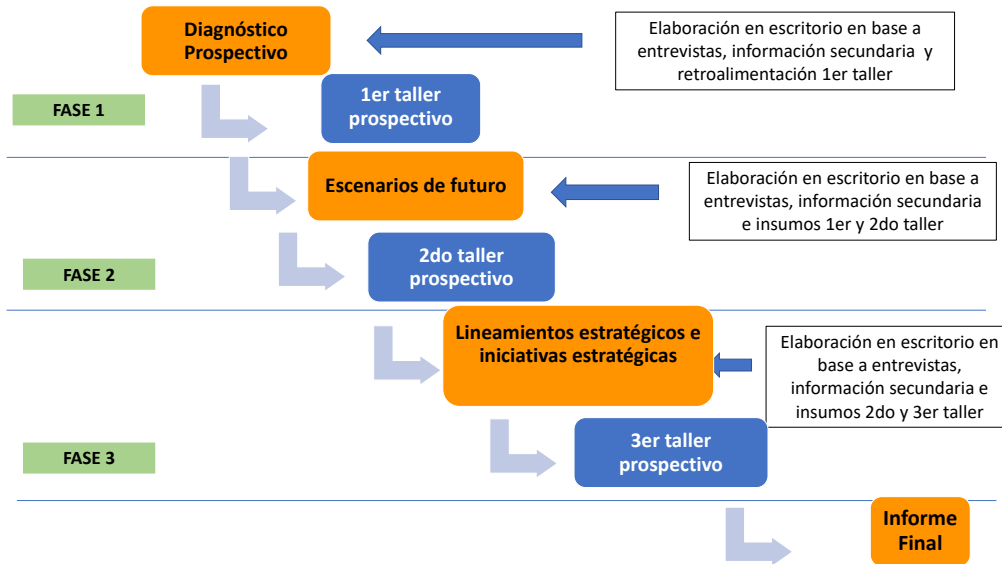 Diagnóstico
Prospectivo
Elaboración en escritorio en base a
entrevistas, información secundaria y
retroalimentación 1er taller
FASE 1
1er taller
prospectivo
Escenarios de futuro
Elaboración en escritorio en base a
entrevistas, información secundaria
e insumos 1er y 2do taller
FASE 2
2do taller
prospectivo
Lineamientos estratégicos e
iniciativas estratégicas
Elaboración en escritorio en
base a entrevistas,
información secundaria e
insumos 2do y 3er taller
FASE 3
3er taller
prospectivo
Informe
Final